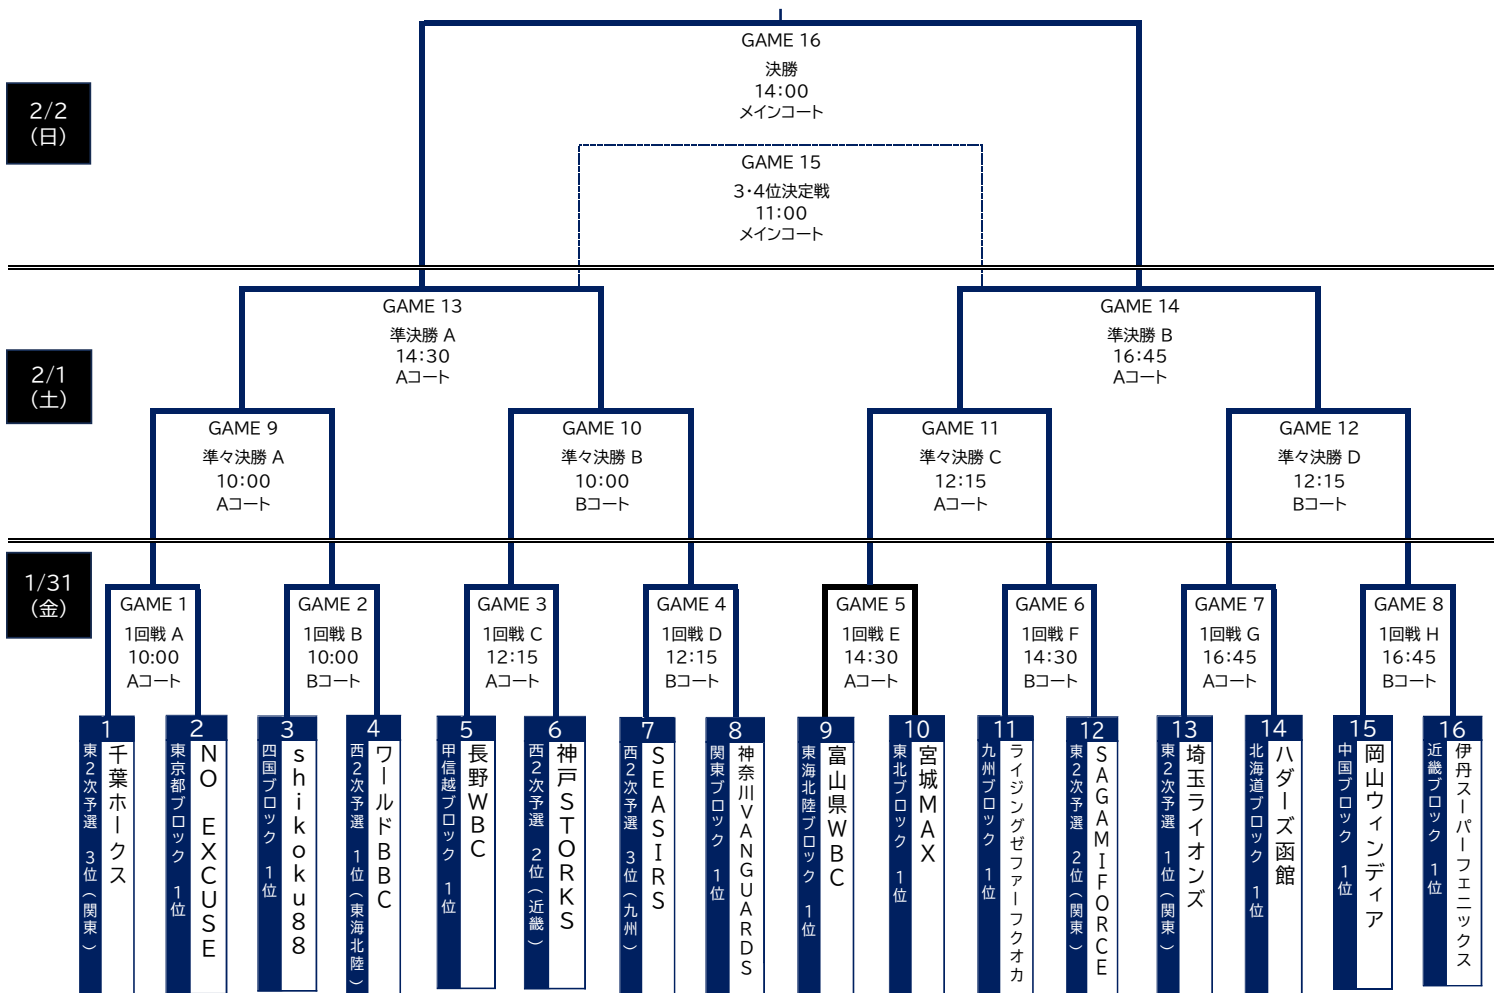 GAME 16
決勝
14:00
メインコート
2/2
(日)
GAME 15
3・4位決定戦
11:00
メインコート
GAME 13
準決勝 A
14:30
Aコート
GAME 14
準決勝 B
16:45
Aコート
2/1
(土)
GAME 9
準々決勝 A
10:00
Aコート
GAME 10
準々決勝 B
10:00
Bコート
GAME 11
準々決勝 C
12:15
Aコート
GAME 12
準々決勝 D
12:15
Bコート
1/31
(金)
GAME 1
1回戦 A
10:00
Aコート
GAME 2
1回戦 B
10:00
Bコート
GAME 3
1回戦 C
12:15
Aコート
GAME 4
1回戦 D
12:15
Bコート
GAME 5
1回戦 E
14:30
Aコート
GAME 6
1回戦 F
14:30
Bコート
GAME 7
1回戦 G
16:45
Aコート
GAME 8
1回戦 H
16:45
Bコート
1
千葉ホークス
東2次予選 3位(関東)
2
NO EXCUSE
東京都ブロック 1位
3
shikoku88
四国ブロック 1位
4
ワールドBBC
西2次予選 1位(東海北陸)
5
長野WBC
甲信越ブロック 1位
6
神戸STORKS
西2次予選 2位(近畿)
7
SEASIRS
西2次予選 3位(九州)
8
神奈川VANGUARDS
関東ブロック 1位
9
富山県WBC
東海北陸ブロック 1位
10
宮城MAX
東北ブロック 1位
11
ライジングゼファーフクオカ
九州ブロック 1位
12
SAGAMIFORCE
東2次予選 2位(関東)
13
埼玉ライオンズ
東2次予選 1位(関東)
14
ハダーズ函館
北海道ブロック 1位
15
岡山ウィンディア
中国ブロック 1位
16
伊丹スーパーフェニックス
近畿ブロック 1位